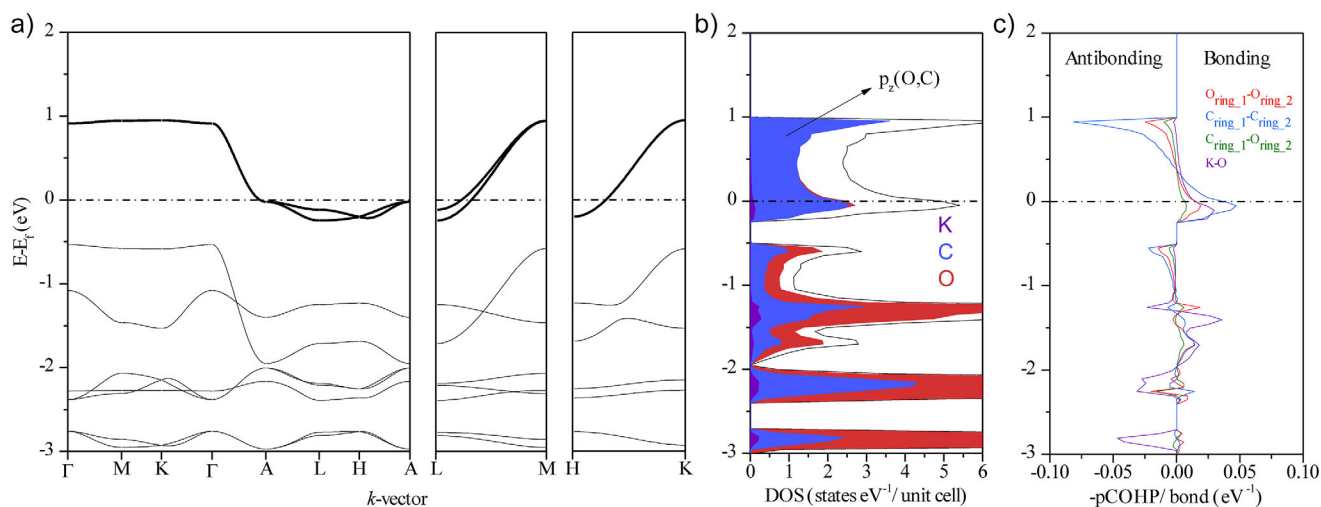 a)
2
1
0
-1
-2
-3
E-E_f (eV)
Γ M K Γ A L H A
L M
H K
k-vector
b)
2
1
0
-1
-2
-3
p_z(O,C)
K
C
O
0 1 2 3 4 5 6
DOS (states eV⁻¹/ unit cell)
c)
2
1
0
-1
-2
-3
Antibonding Bonding
O_ring_1-O_ring_2
C_ring_1-C_ring_2
C_ring_1-O_ring_2
K-O
-0.10 -0.05 0.00 0.05 0.10
-pCOHP/ bond (eV⁻¹)